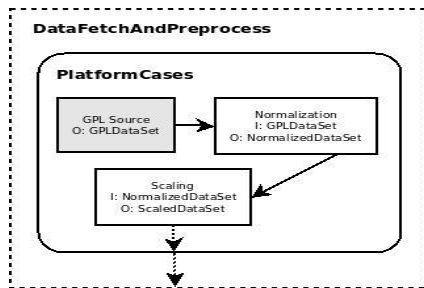 DataFetchAndPreprocess
PlatformCases
GPL Source
O: GPLDataSet
Normalization
I: GPLDataSet
O: NormalizedDataSet
Scaling
I: NormalizedDataSet
O: ScaledDataSet